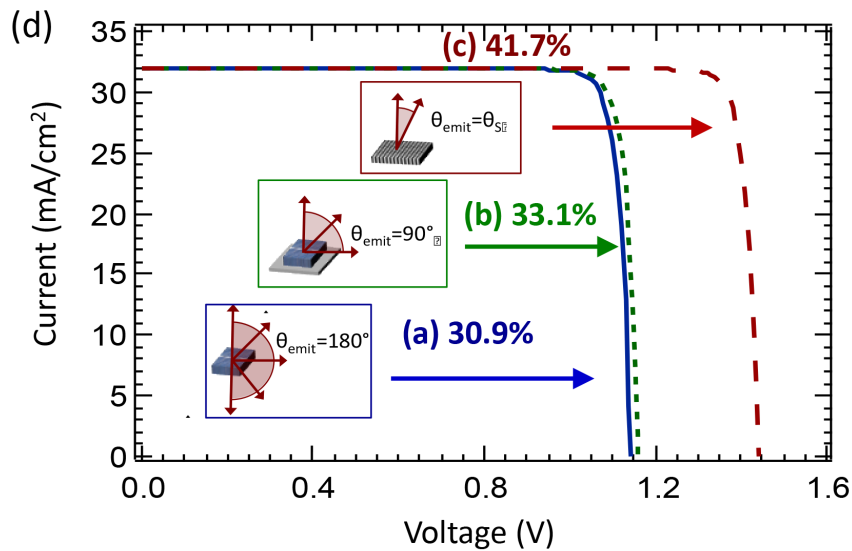 (d)
35
30
25
20
15
10
5
0
Current (mA/cm²)
(c) 41.7%
θemit=θS
(b) 33.1%
θemit=90°
(a) 30.9%
θemit=180°
0.0 0.4 0.8 1.2 1.6
Voltage (V)